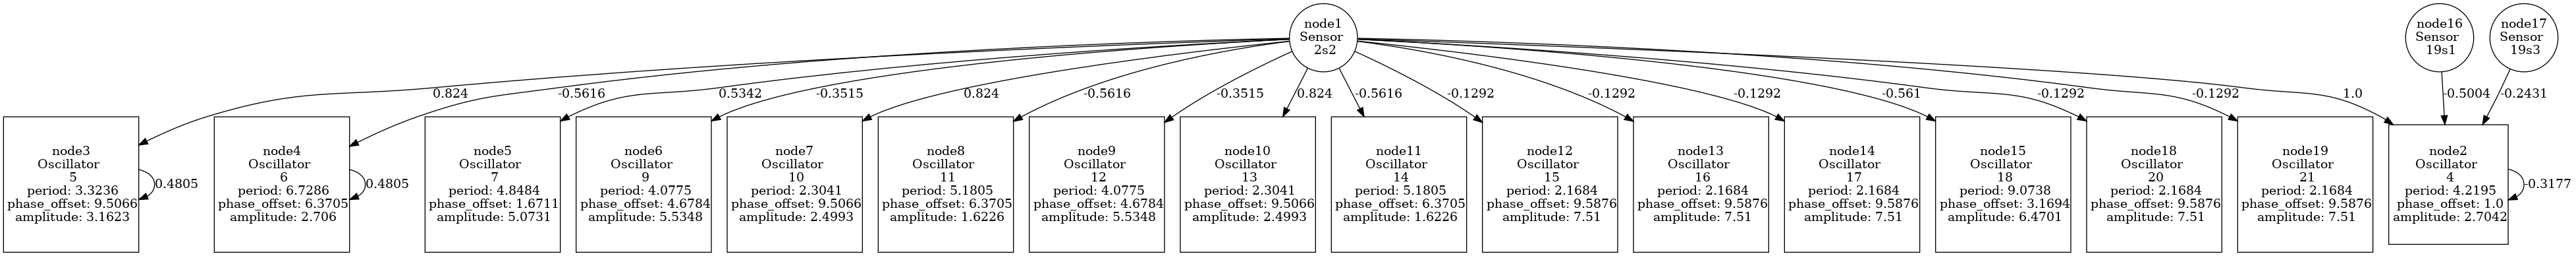 node1
Sensor
2s2
node16
Sensor
19s1
node17
Sensor
19s3
0.824
-0.5616
0.5342
-0.3515
0.824
-0.5616
-0.3515
0.824
-0.5616
-0.1292
-0.1292
-0.1292
-0.561
-0.1292
-0.1292
1.0
-0.5004
-0.2431
node3
Oscillator
5
period: 3.3236
phase_offset: 9.5066
amplitude: 3.1623
0.4805
node4
Oscillator
6
period: 6.7286
phase_offset: 6.3705
amplitude: 2.706
0.4805
node5
Oscillator
7
period: 4.8484
phase_offset: 1.6711
amplitude: 5.0731
node6
Oscillator
9
period: 4.0775
phase_offset: 4.6784
amplitude: 5.5348
node7
Oscillator
10
period: 2.3041
phase_offset: 9.5066
amplitude: 2.4993
node8
Oscillator
11
period: 5.1805
phase_offset: 6.3705
amplitude: 1.6226
node9
Oscillator
12
period: 4.0775
phase_offset: 4.6784
amplitude: 5.5348
node10
Oscillator
13
period: 2.3041
phase_offset: 9.5066
amplitude: 2.4993
node11
Oscillator
14
period: 5.1805
phase_offset: 6.3705
amplitude: 1.6226
node12
Oscillator
15
period: 2.1684
phase_offset: 9.5876
amplitude: 7.51
node13
Oscillator
16
period: 2.1684
phase_offset: 9.5876
amplitude: 7.51
node14
Oscillator
17
period: 2.1684
phase_offset: 9.5876
amplitude: 7.51
node15
Oscillator
18
period: 9.0738
phase_offset: 3.1694
amplitude: 6.4701
node18
Oscillator
20
period: 2.1684
phase_offset: 9.5876
amplitude: 7.51
node19
Oscillator
21
period: 2.1684
phase_offset: 9.5876
amplitude: 7.51
node2
Oscillator
4
period: 4.2195
phase_offset: 1.0
amplitude: 2.7042
-0.3177